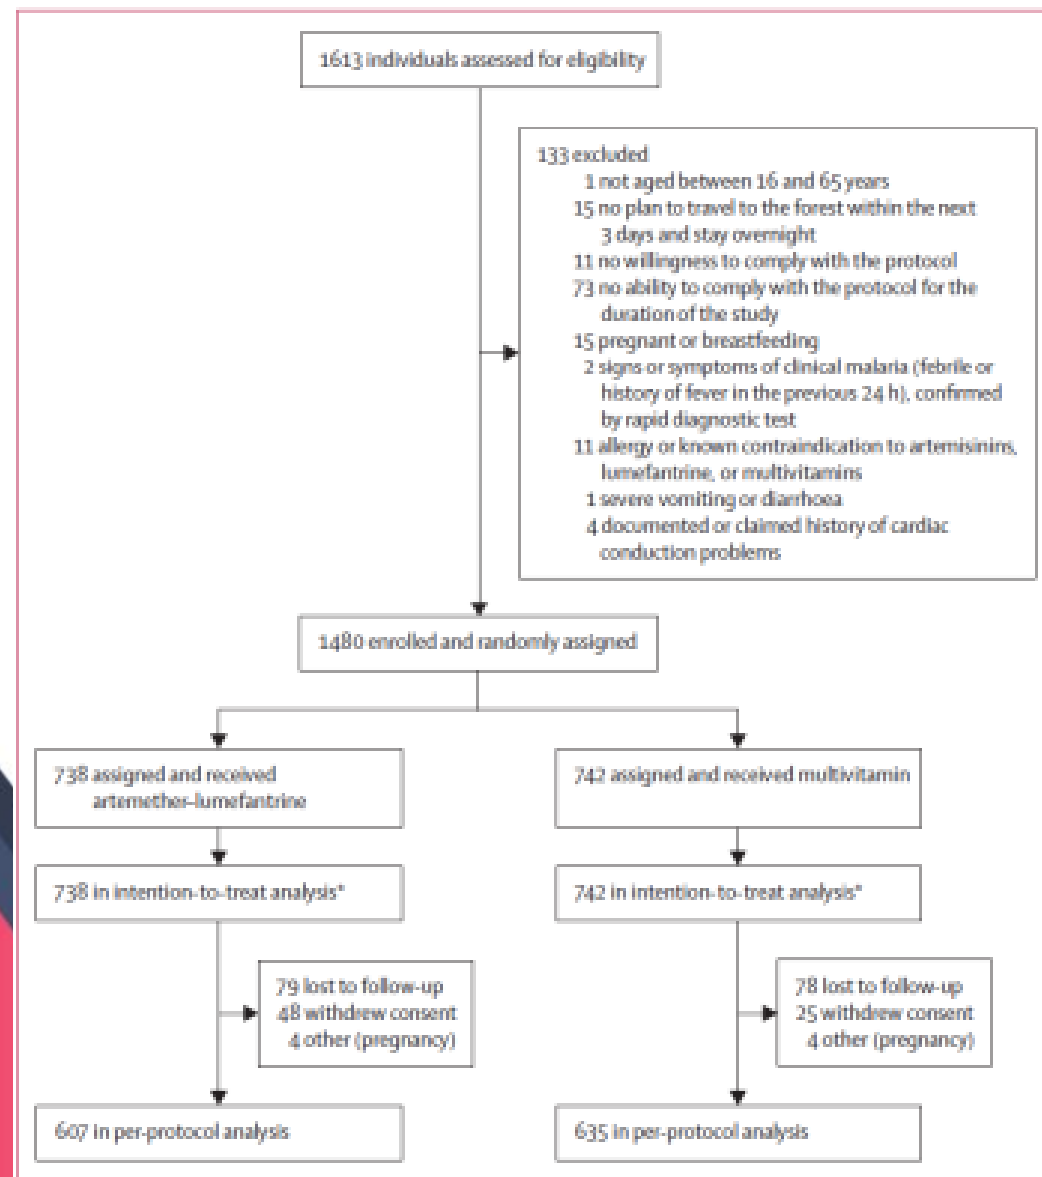 1613 individuals assessed for eligibility
133 excluded
1 not aged between 16 and 65 years
15 no plan to travel to the forest within the next
3 days and stay overnight
11 no willingness to comply with the protocol
73 no ability to comply with the protocol for the
duration of the study
15 pregnant or breastfeeding
2 signs or symptoms of clinical malaria (febrile or
history of fever in the previous 24 h), confirmed
by rapid diagnostic test
11 allergy or known contraindication to artemisinins,
lumefantrine, or multivitamins
1 severe vomiting or diarrhoea
4 documented or claimed history of cardiac
conduction problems
1480 enrolled and randomly assigned
738 assigned and received
artemether-lumefantrine
742 assigned and received multivitamin
738 in intention-to-treat analysis*
742 in intention-to-treat analysis*
79 lost to follow-up
48 withdrew consent
4 other (pregnancy)
78 lost to follow-up
25 withdrew consent
4 other (pregnancy)
607 in per-protocol analysis
635 in per-protocol analysis